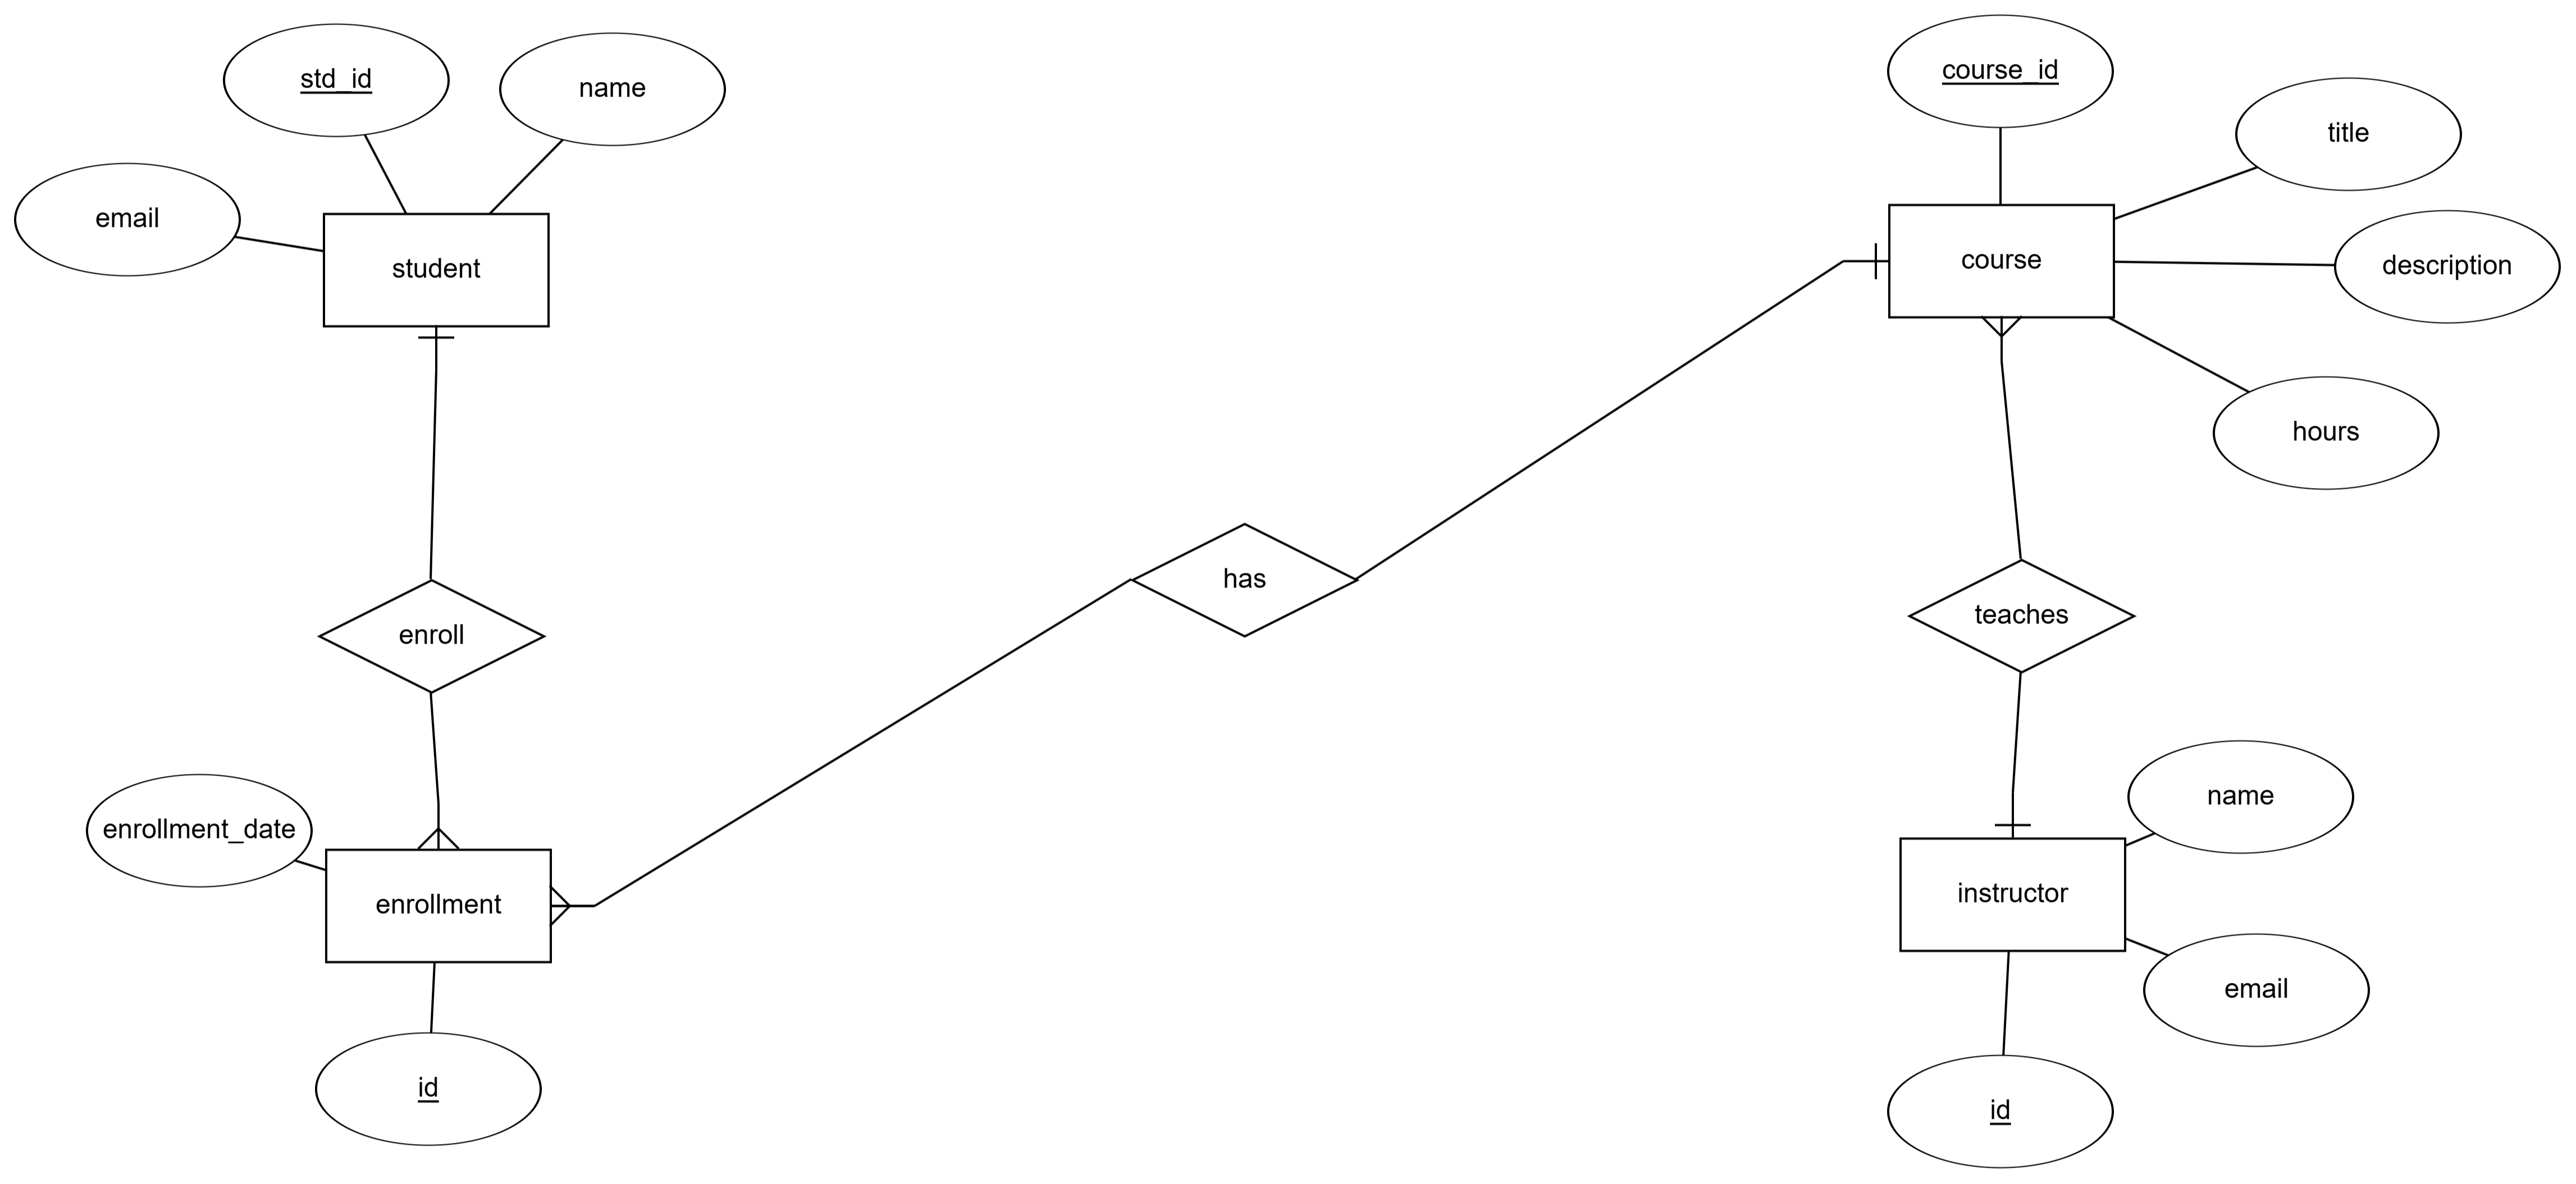 std_id
name
email
student
enroll
enrollment_date
enrollment
id
has
course_id
title
course
description
hours
teaches
name
instructor
email
id